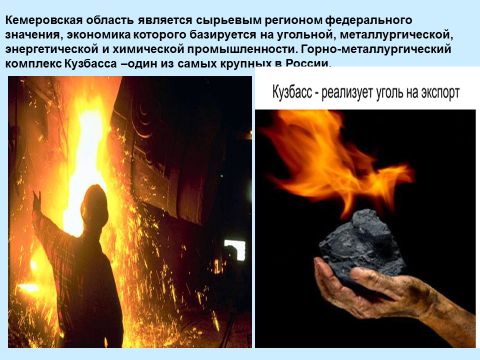 Кемеровская область является сырьевым регионом федерального
значения, экономика которого базируется на угольной, металлургической,
энергетической и химической промышленности. Горно-металлургический
комплекс Кузбасса –один из самых крупных в России.
Кузбасс - реализует уголь на экспорт